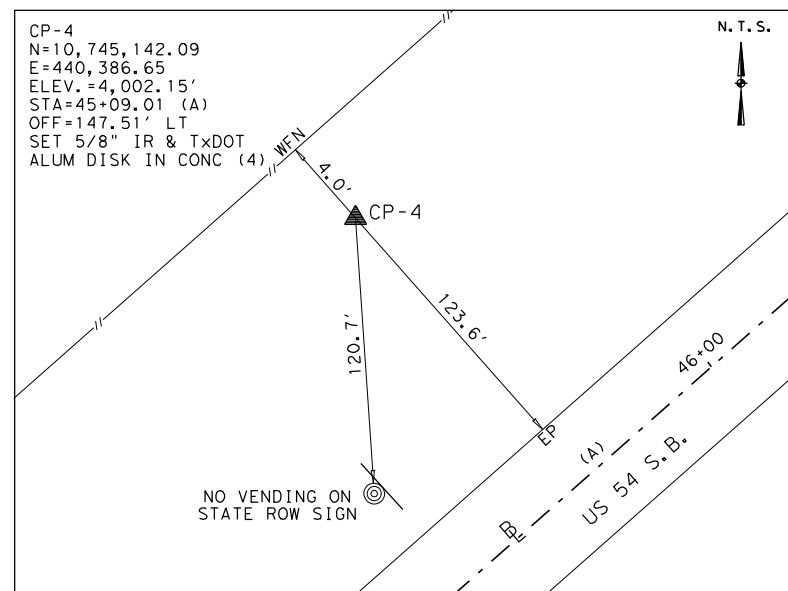 CP-4
N=10,745,142.09
E=440,386.65
ELEV.=4,002.15'
STA=45+09.01 (A)
OFF=147.51' LT
SET 5/8" IR & TxDOT
ALUM DISK IN CONC (4)
N.T.S.
WFN
4.0'
CP-4
123.6'
120.7'
46+00
EP
(A)
US 54 S.B.
NO VENDING ON
STATE ROW SIGN
BL